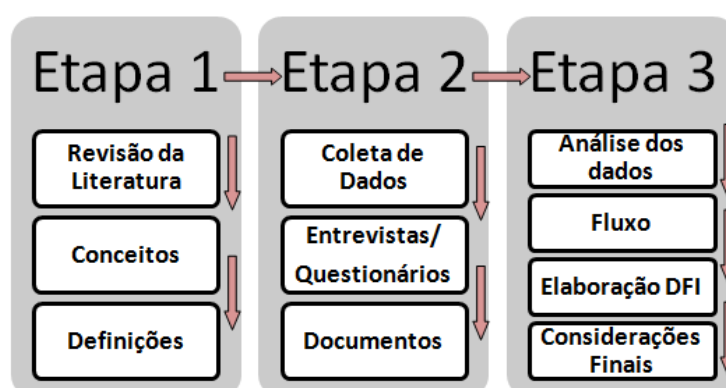 Etapa 1
Revisão da
Literatura
Conceitos
Definições
Etapa 2
Coleta de
Dados
Entrevistas/
Questionários
Documentos
Etapa 3
Análise dos
dados
Fluxo
Elaboração DFI
Considerações
Finais